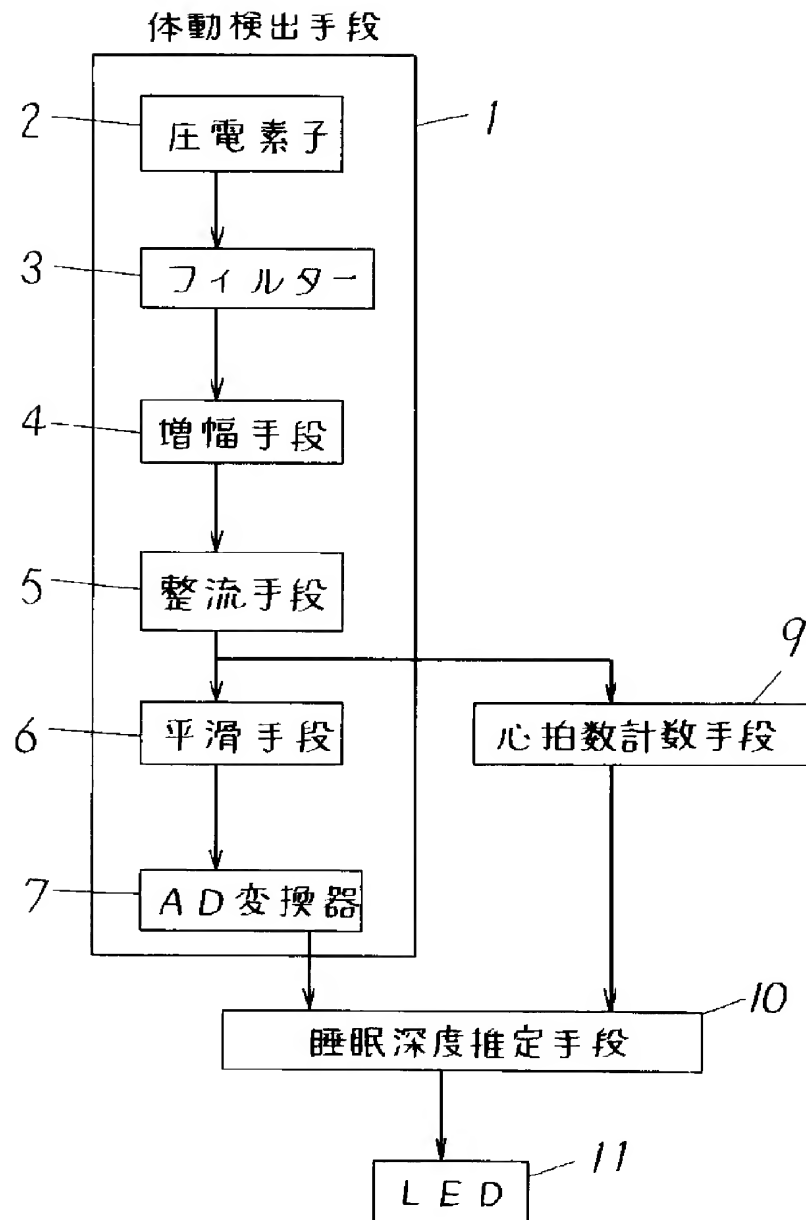 体動検出手段
1
2
圧電素子
3
フィルター
4
増幅手段
5
整流手段
9
6
平滑手段
心拍数計数手段
7
AD変換器
10
睡眠深度推定手段
11
LED